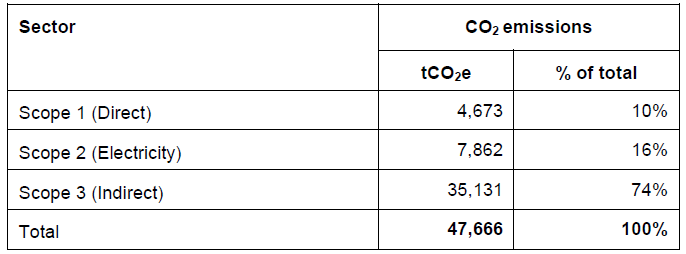 Sector CO₂ emissions
tCO₂e % of total
Scope 1 (Direct) 4,673 10%
Scope 2 (Electricity) 7,862 16%
Scope 3 (Indirect) 35,131 74%
Total 47,666 100%